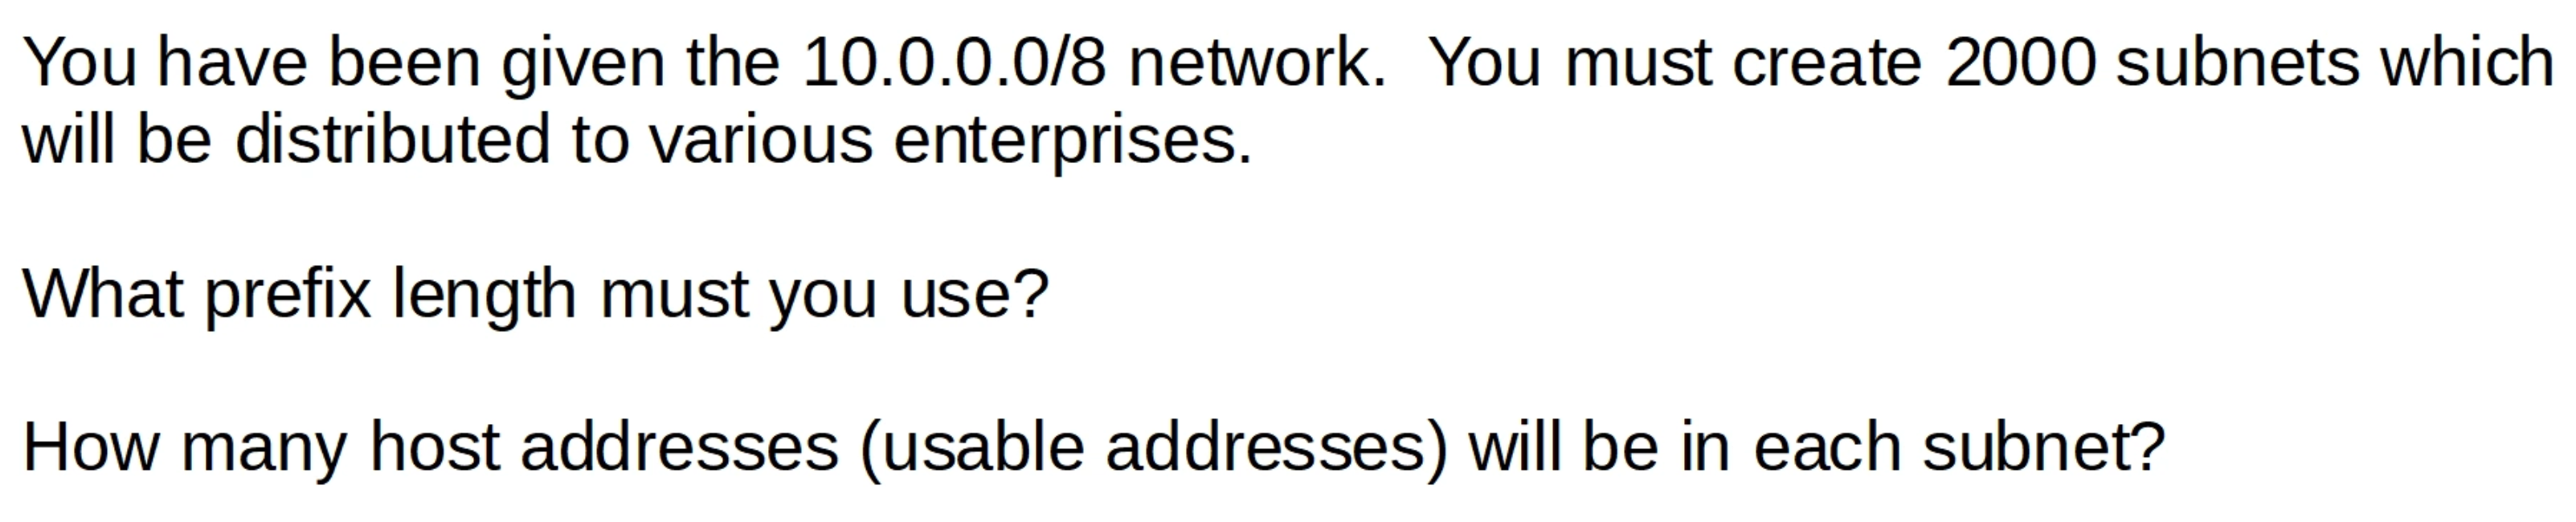 You have been given the 10.0.0.0/8 network.  You must create 2000 subnets which
will be distributed to various enterprises.
What prefix length must you use?
How many host addresses (usable addresses) will be in each subnet?